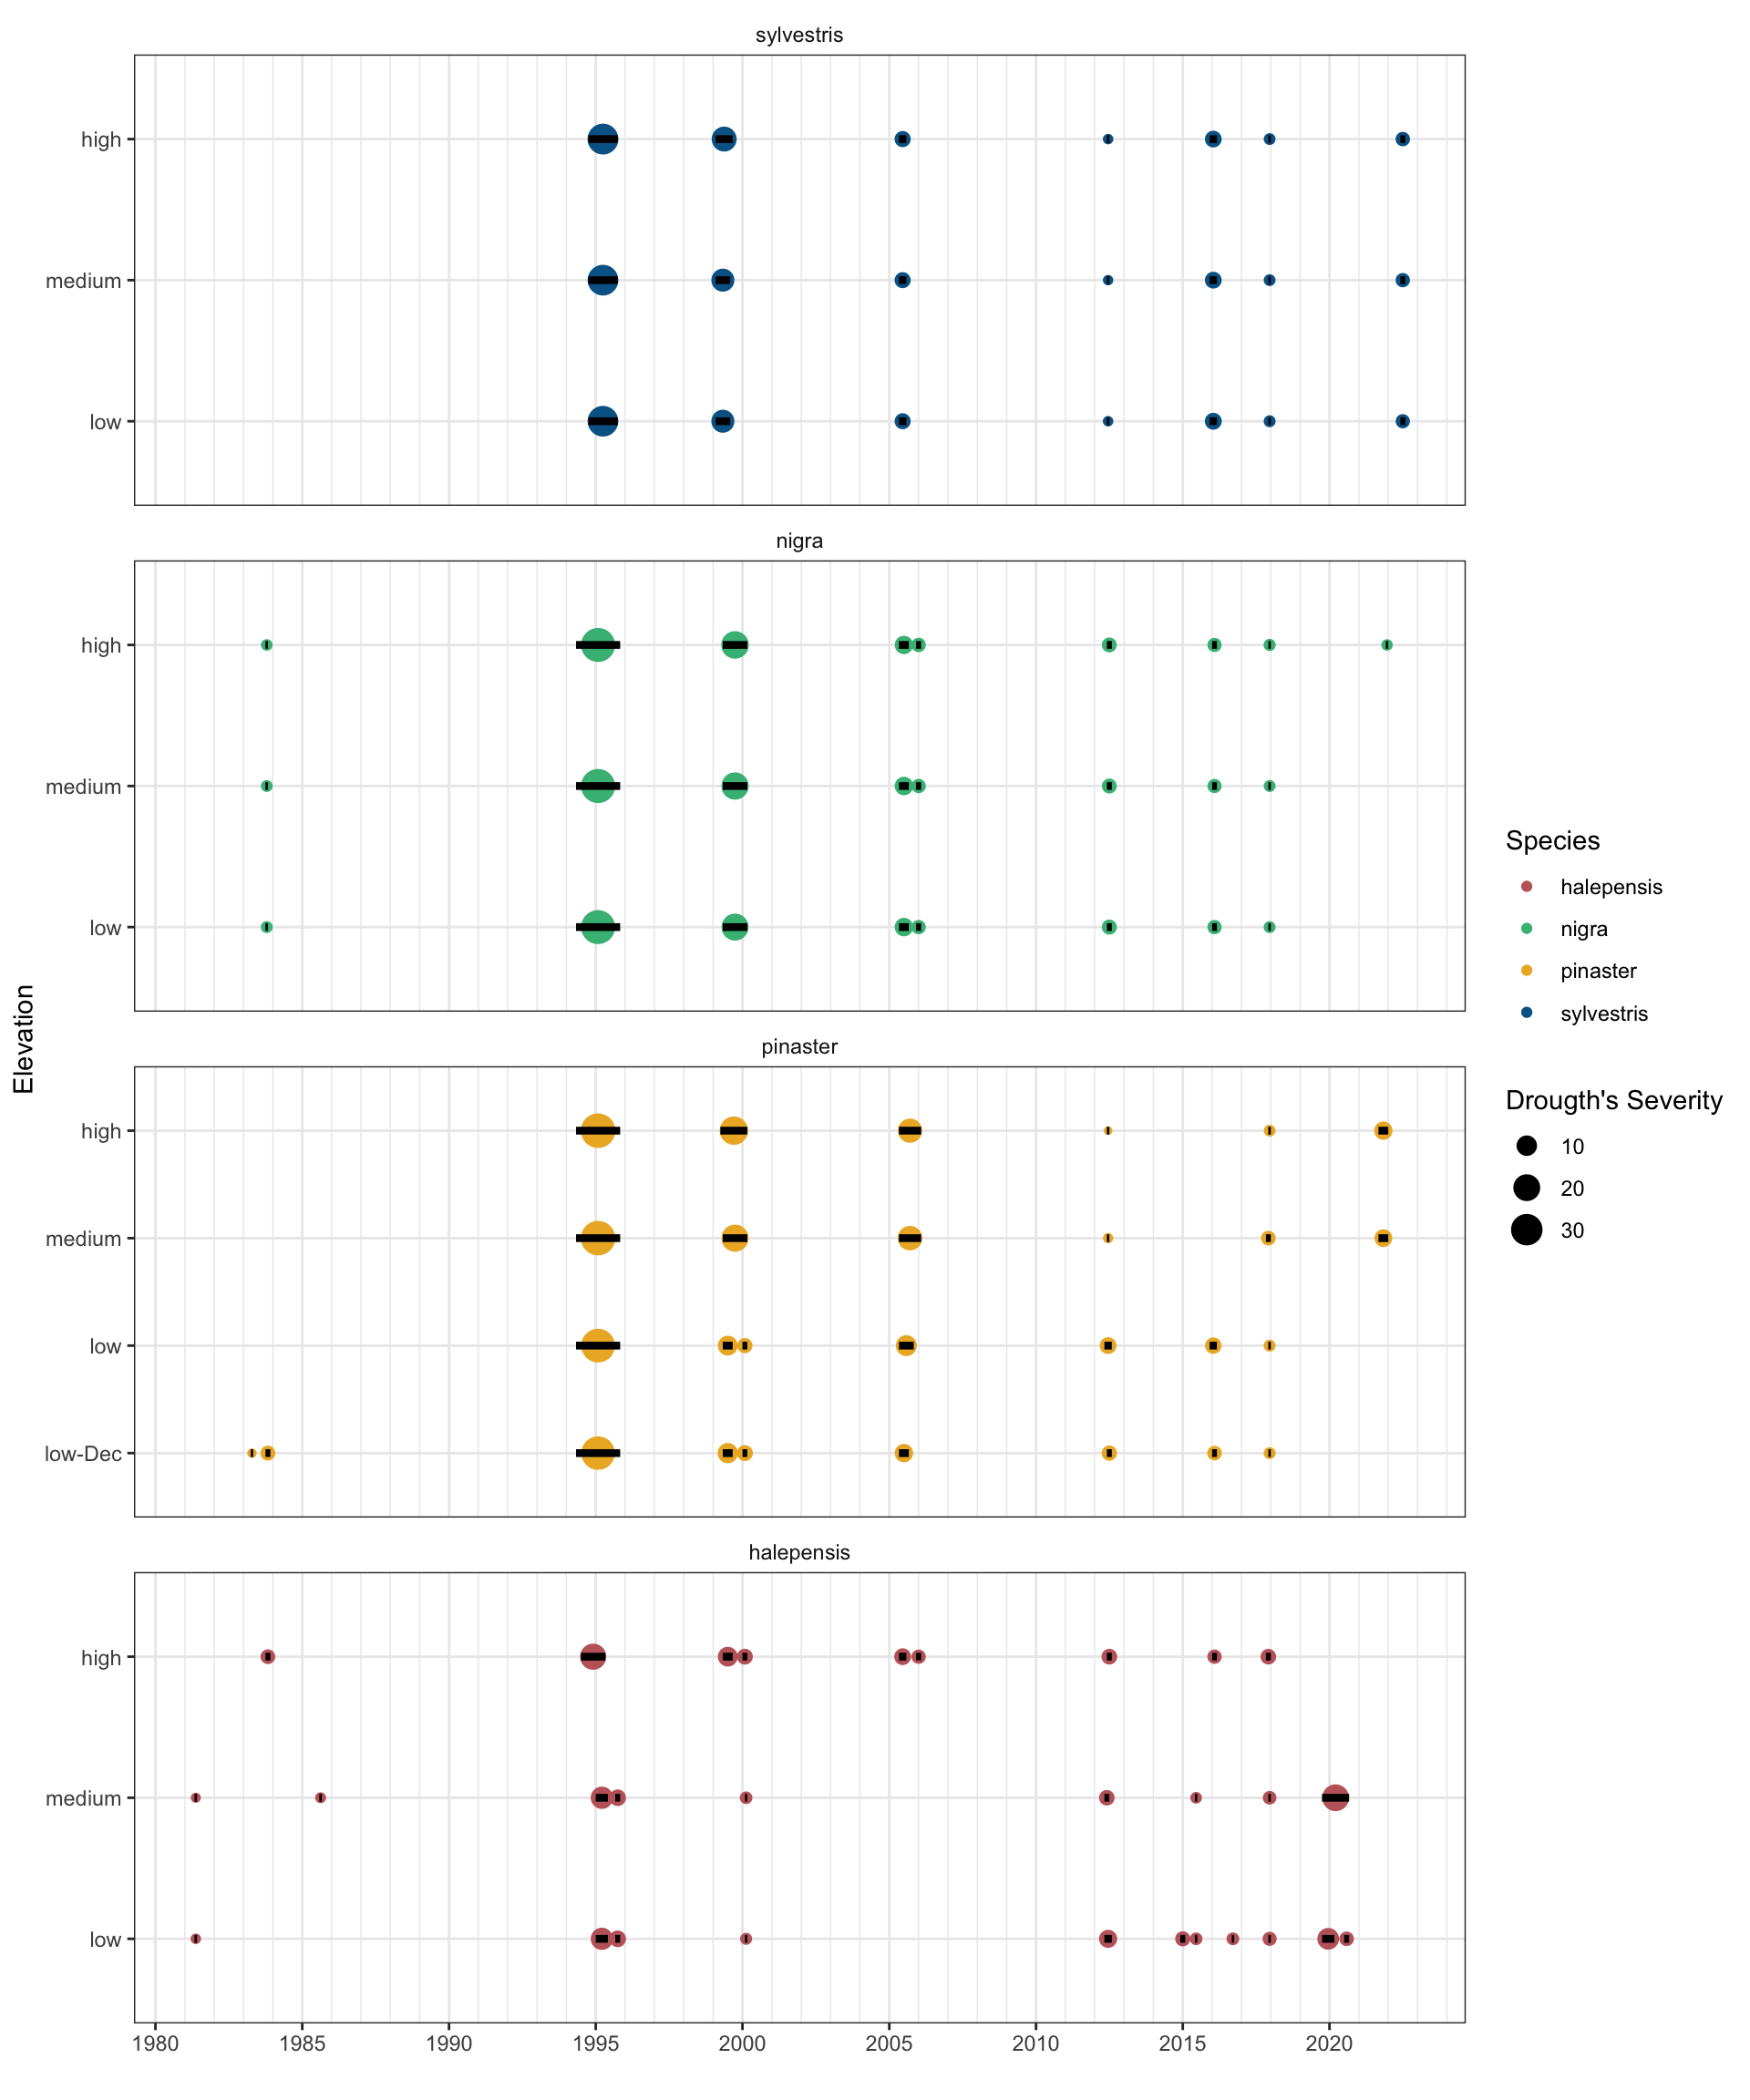 sylvestris
high
medium
low
nigra
high
medium
low
pinaster
high
medium
low
low-Dec
halepensis
high
medium
low
1980 1985 1990 1995 2000 2005 2010 2015 2020
Elevation
Species
halepensis
nigra
pinaster
sylvestris
Drougth's Severity
10
20
30